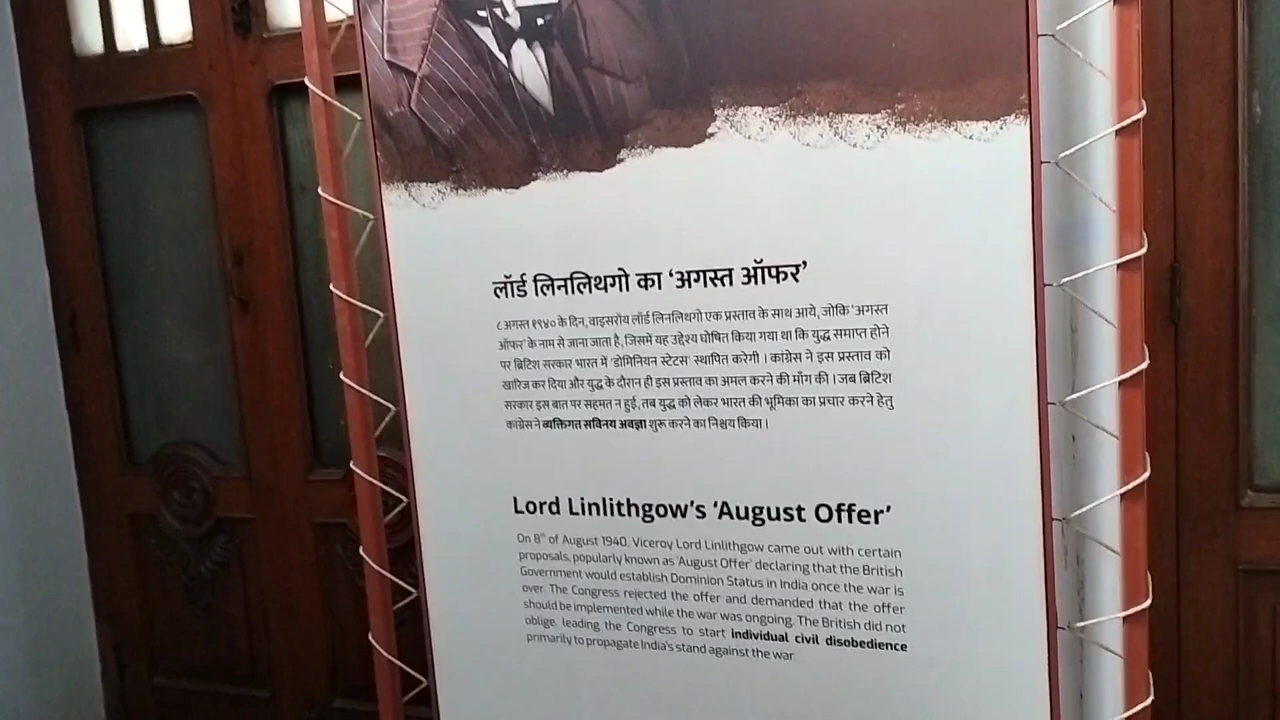 लॉर्ड लिनलिथगो का ‘अगस्त ऑफर’
८ अगस्त १९४० के दिन, वाइसरॉय लॉर्ड लिनलिथगो एक प्रस्ताव के साथ आये, जोकि ‘अगस्त
ऑफर’ के नाम से जाना जाता है, जिसमें यह उद्देश्य घोषित किया गया था कि युद्ध समाप्त होने
पर ब्रिटिश सरकार भारत में ‘डोमिनियन स्टेटस’ स्थापित करेगी । कांग्रेस ने इस प्रस्ताव को
खारिज कर दिया और युद्ध के दौरान ही इस प्रस्ताव का अमल करने की माँग की । जब ब्रिटिश
सरकार इस बात पर सहमत न हुई, तब युद्ध को लेकर भारत की भूमिका का प्रचार करने हेतु
कांग्रेस ने व्यक्तिगत सविनय अवज्ञा शुरू करने का निश्चय किया ।
Lord Linlithgow’s ‘August Offer’
On 8th of August 1940, Viceroy Lord Linlithgow came out with certain
proposals, popularly known as ‘August Offer’ declaring that the British
Government would establish Dominion Status in India once the war is
over. The Congress rejected the offer and demanded that the offer
should be implemented while the war was ongoing. The British did not
oblige, leading the Congress to start individual civil disobedience
primarily to propagate India’s stand against the war.